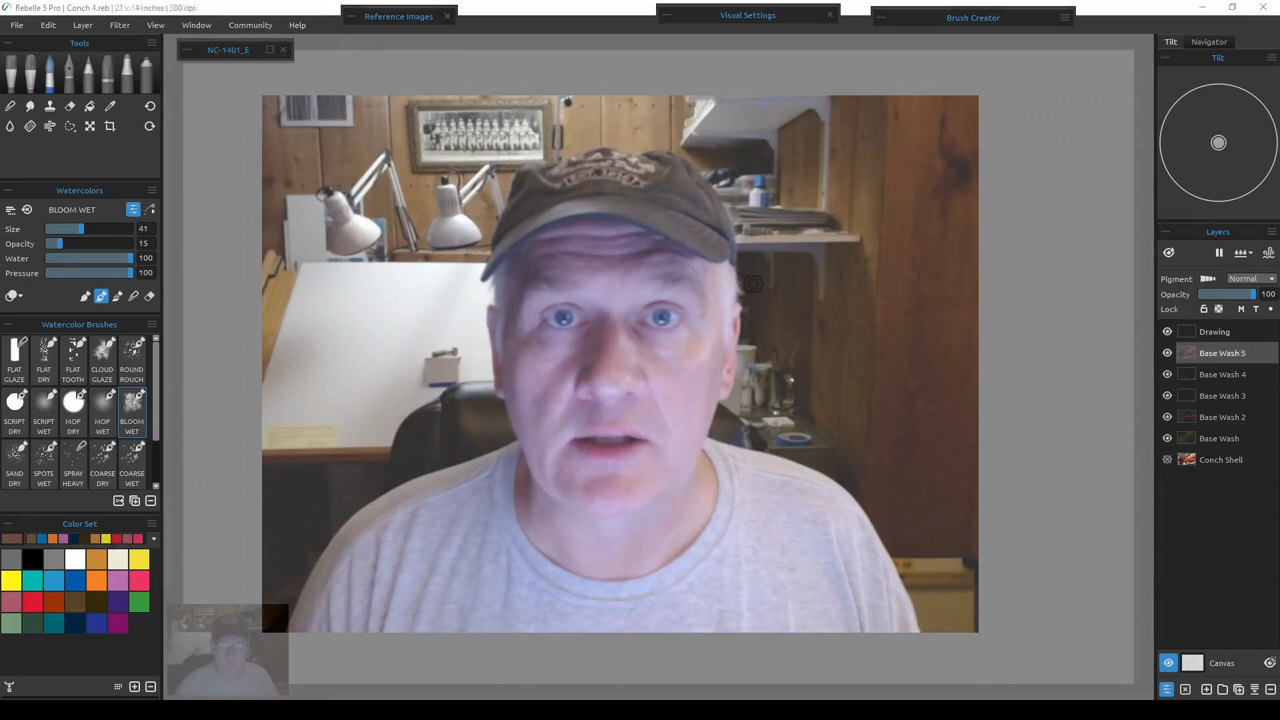 Rebelle 5 Pro | Conch 4.reb | 21 x 14 inches | 300 dpi
Reference Images
Visual Settings
Brush Creator
File Edit Layer Filter View Window Community Help
Tools
NC-1401_E
Tilt Navigator
Tilt
Watercolors
BLOOM WET
Size 41
Opacity 15
Water 100
Pressure 100
Watercolor Brushes
FLAT GLAZE
FLAT DRY
FLAT TOOTH
CLOUD GLAZE
ROUND ROUGH
SCRIPT DRY
SCRIPT WET
MOP DRY
MOP WET
BLOOM WET
SAND DRY
SPOTS WET
SPRAY HEAVY
COARSE DRY
COARSE WET
Color Set
Layers
Pigment: Normal
Opacity 100
Lock M T
Drawing
Base Wash 5
Base Wash 4
Base Wash 3
Base Wash 2
Base Wash
Conch Shell
Canvas